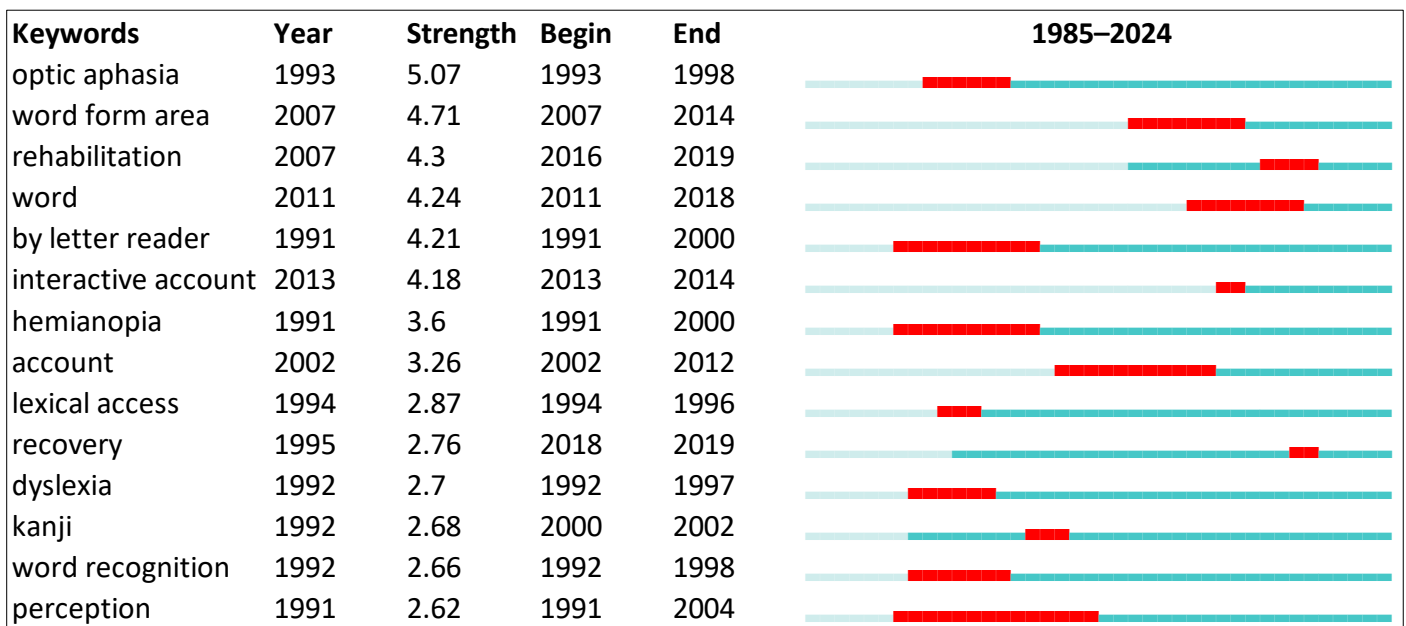 Keywords Year Strength Begin End 1985–2024
optic aphasia 1993 5.07 1993 1998
word form area 2007 4.71 2007 2014
rehabilitation 2007 4.3 2016 2019
word 2011 4.24 2011 2018
by letter reader 1991 4.21 1991 2000
interactive account 2013 4.18 2013 2014
hemianopia 1991 3.6 1991 2000
account 2002 3.26 2002 2012
lexical access 1994 2.87 1994 1996
recovery 1995 2.76 2018 2019
dyslexia 1992 2.7 1992 1997
kanji 1992 2.68 2000 2002
word recognition 1992 2.66 1992 1998
perception 1991 2.62 1991 2004